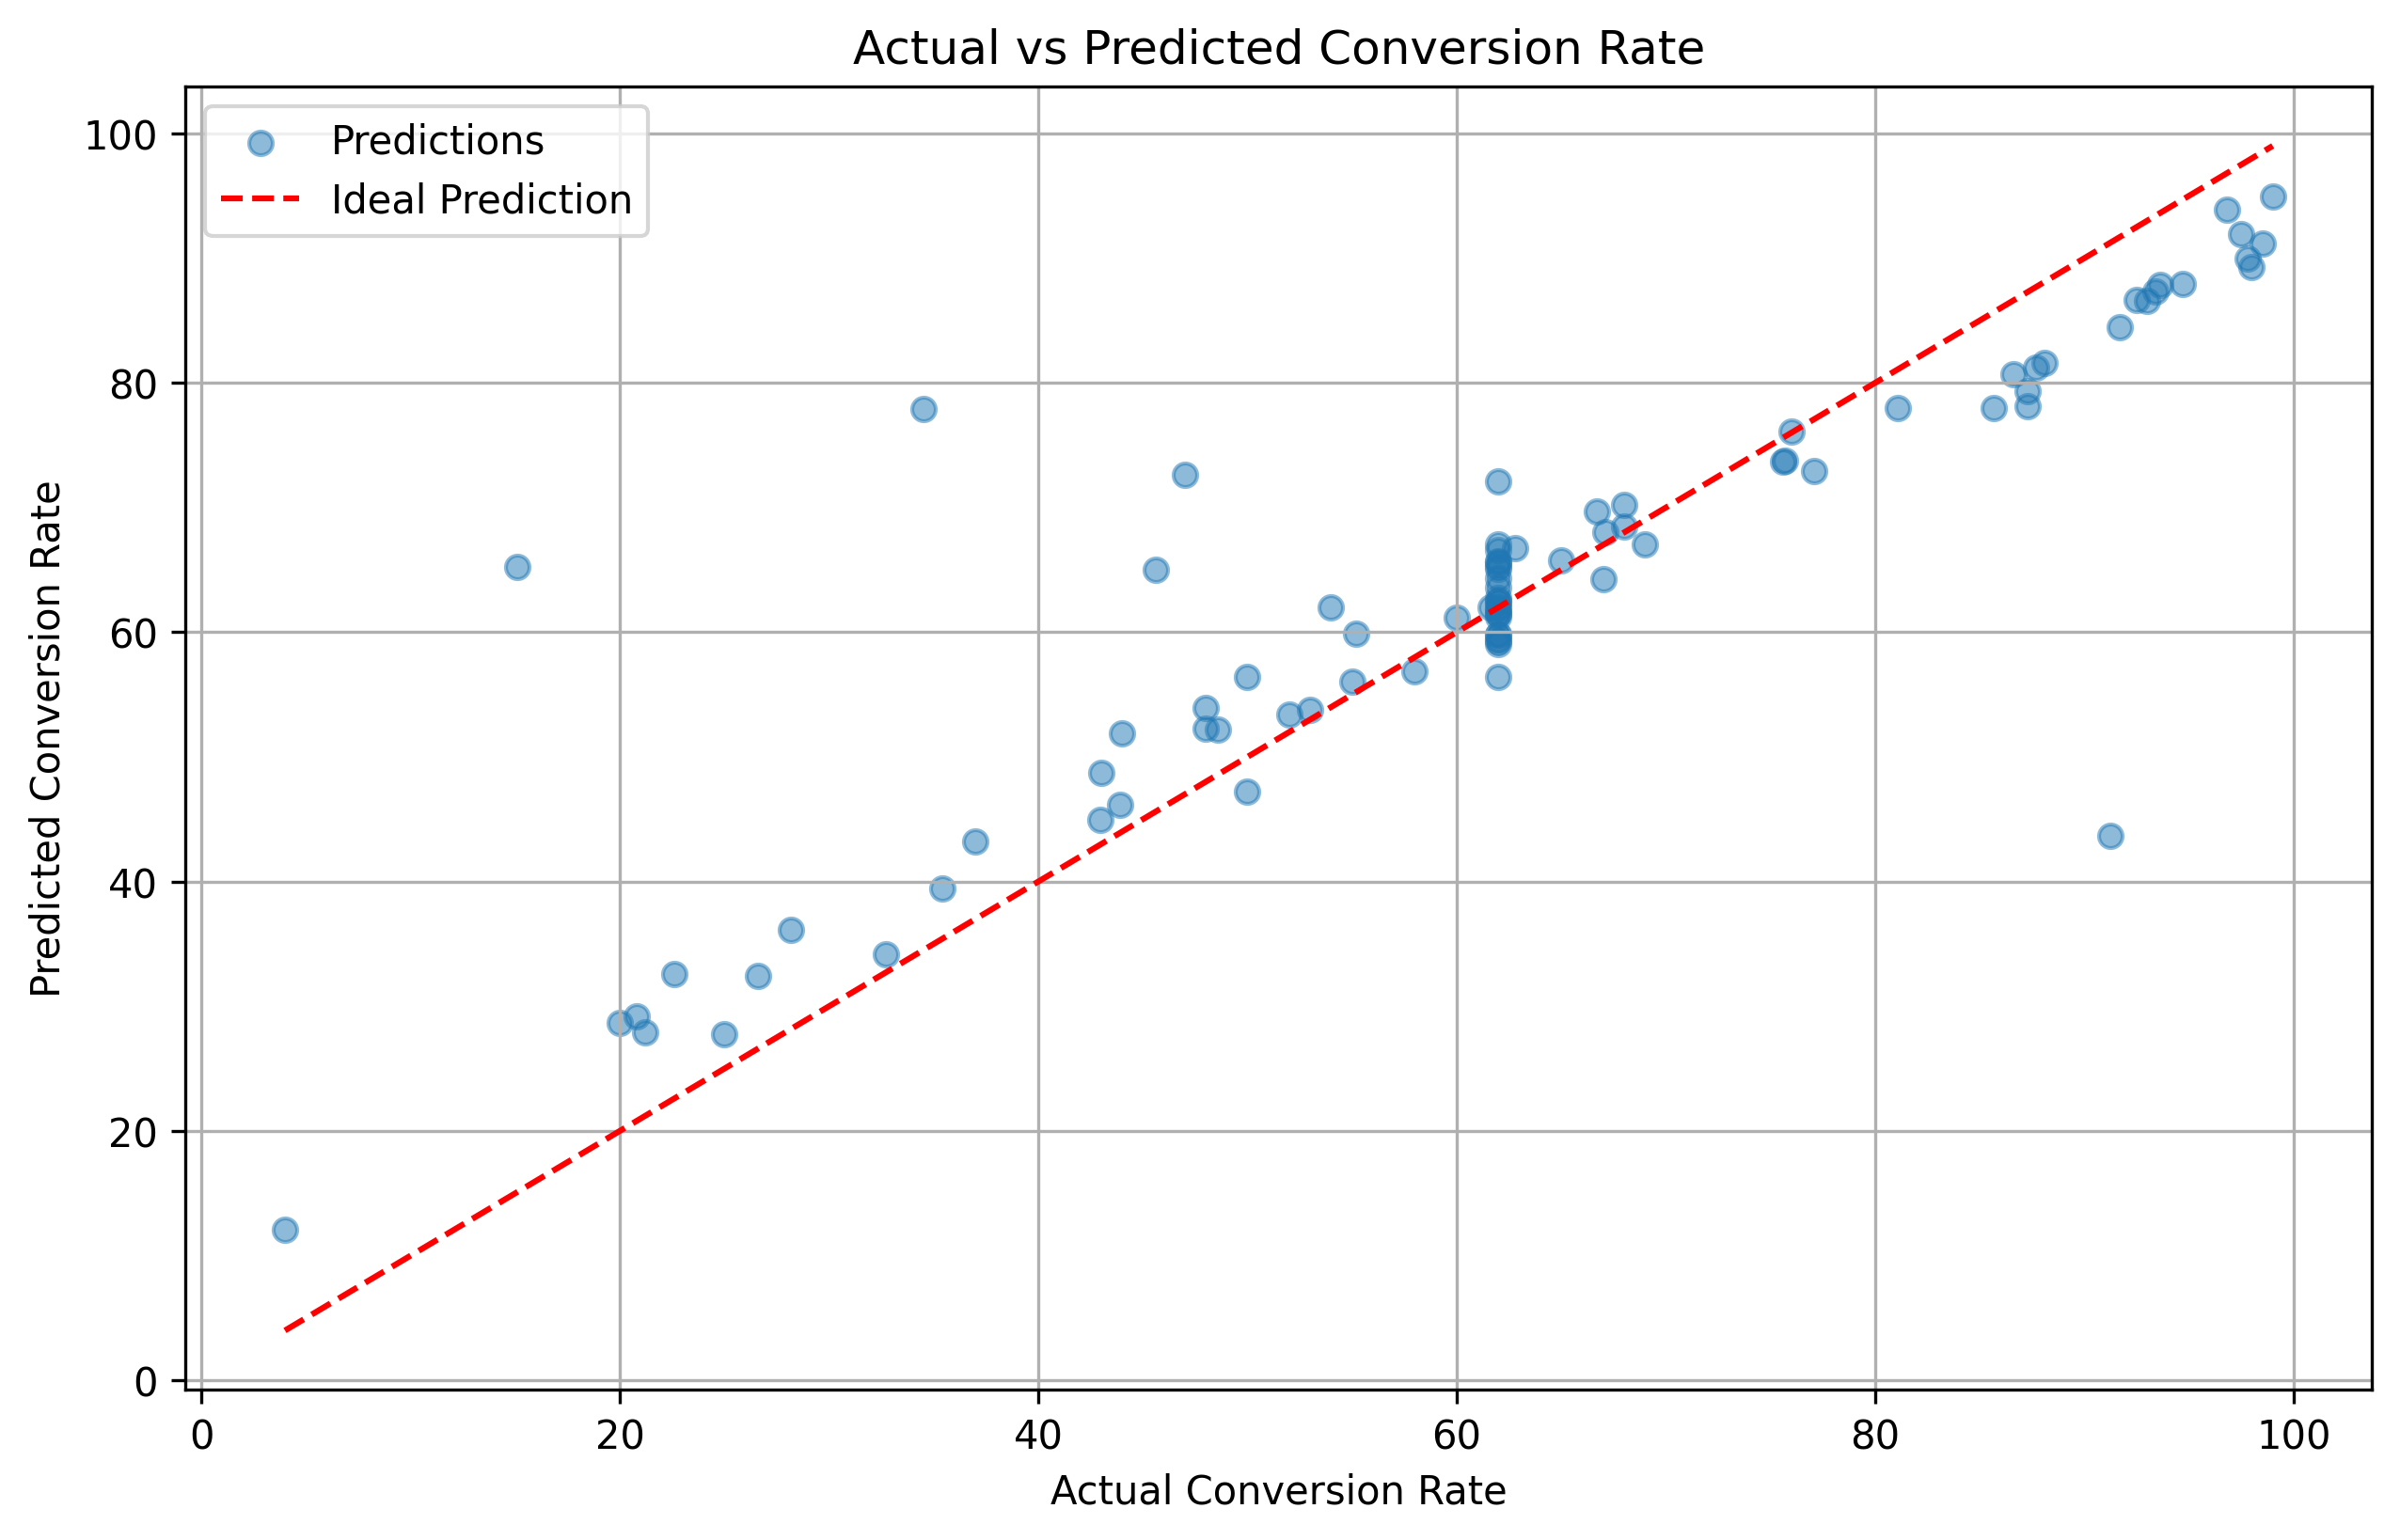 Actual vs Predicted Conversion Rate
Predictions
Ideal Prediction
Predicted Conversion Rate
100
80
60
40
20
0
0 20 40 60 80 100
Actual Conversion Rate